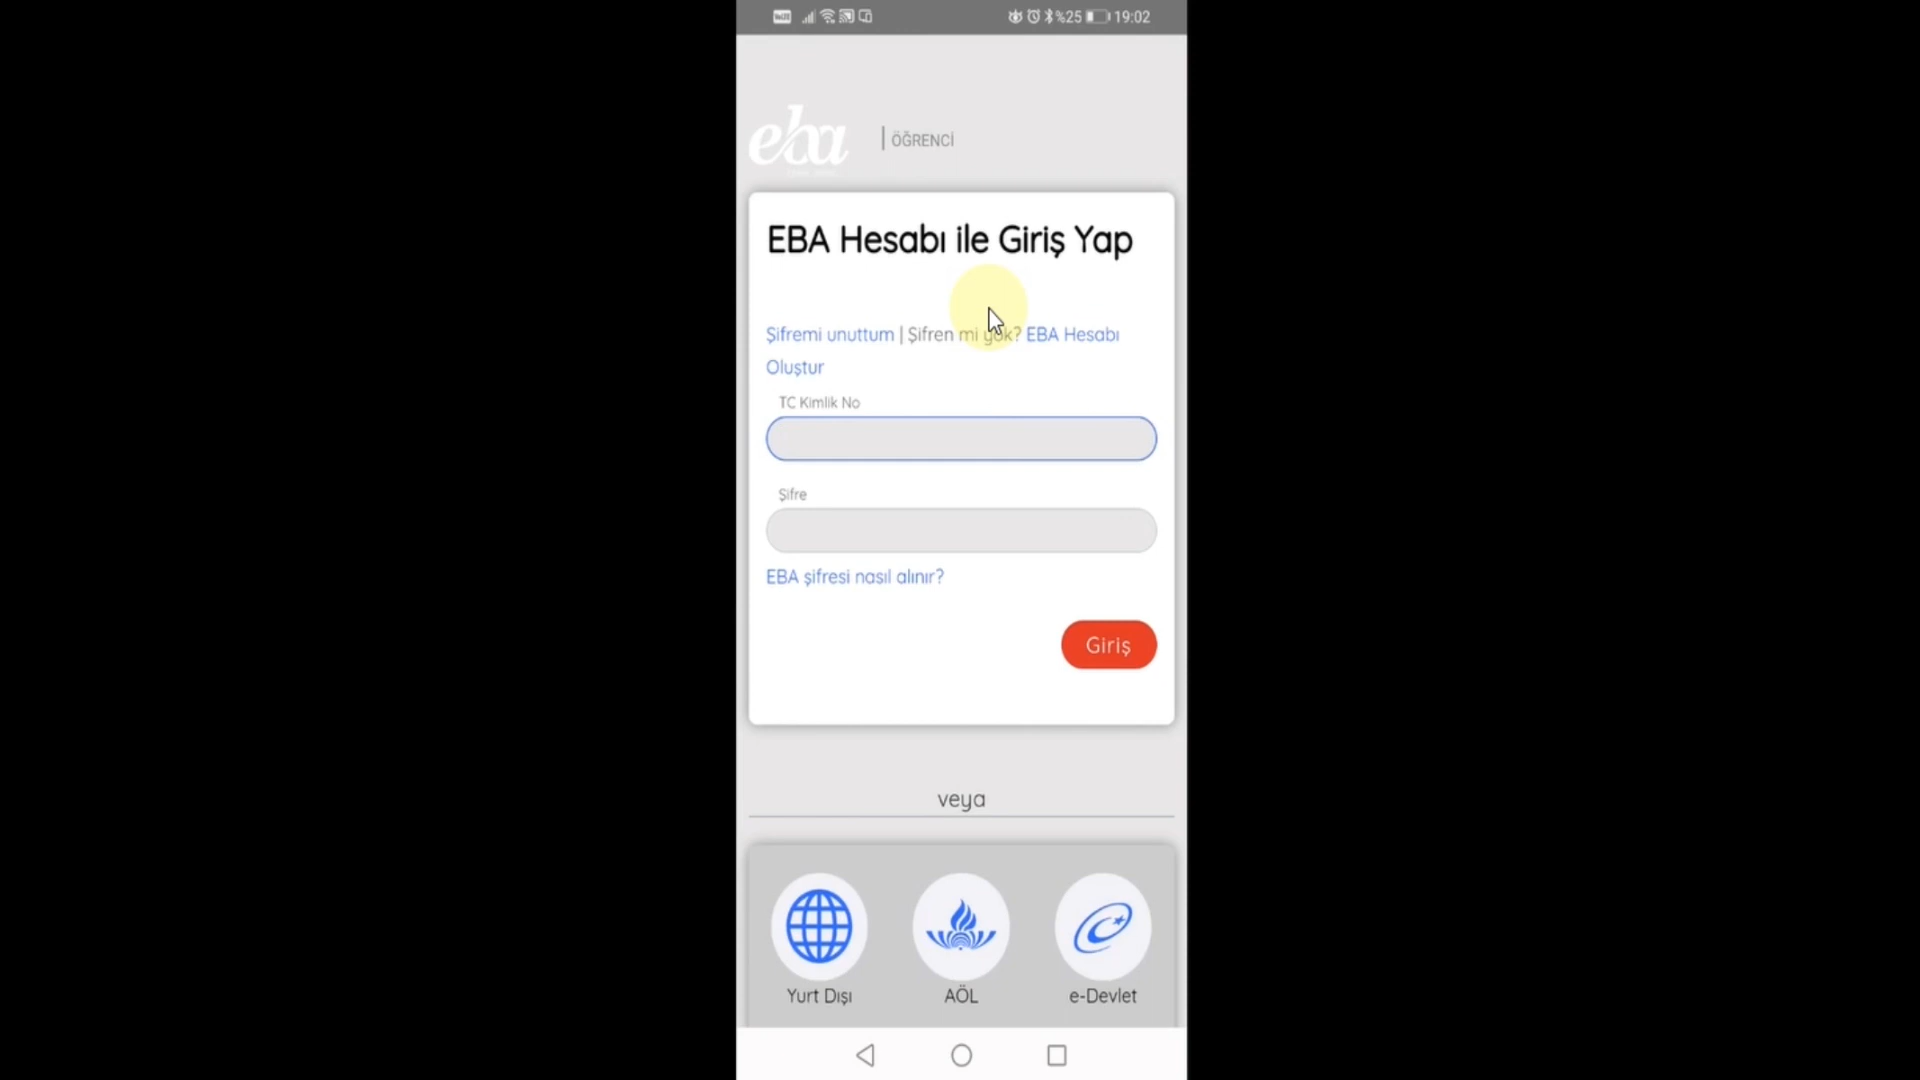 %25 19:02
eba
ÖĞRENCİ
EBA Hesabı ile Giriş Yap
Şifremi unuttum | Şifren mi yok? EBA Hesabı
Oluştur
TC Kimlik No
Şifre
EBA şifresi nasıl alınır?
Giriş
veya
Yurt Dışı AÖL e-Devlet